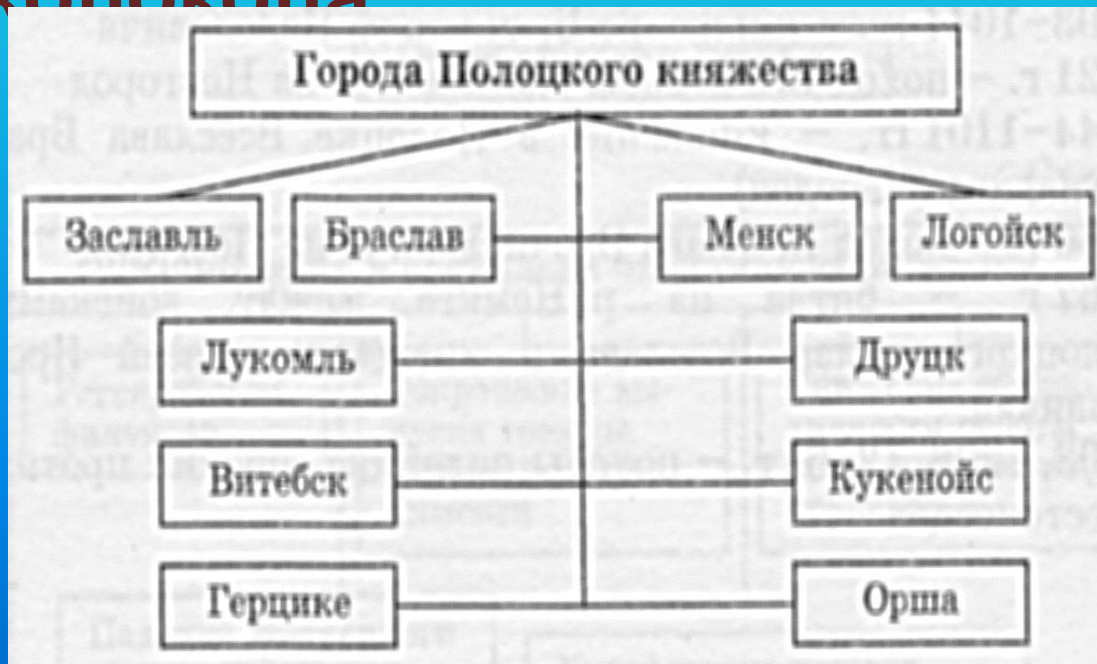 Города Полоцкого княжества
Заславль Браслав Менск Логойск
Лукомль Друцк
Витебск Кукенойс
Герцике Орша